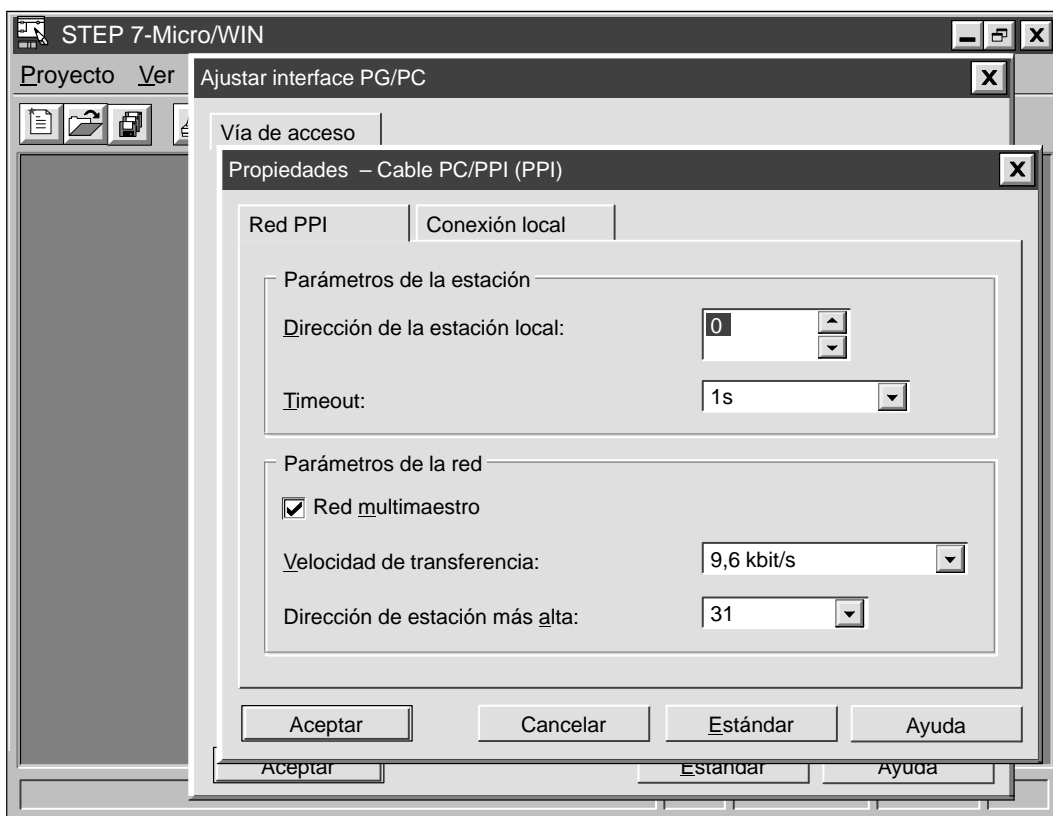 STEP 7-Micro/WIN
Proyecto Ver
Ajustar interface PG/PC
Vía de acceso
Propiedades – Cable PC/PPI (PPI)
Red PPI Conexión local
Parámetros de la estación
Dirección de la estación local: 0
Timeout: 1s
Parámetros de la red
Red multimaestro
Velocidad de transferencia: 9,6 kbit/s
Dirección de estación más alta: 31
Aceptar Cancelar Estándar Ayuda
Aceptar Estándar Ayuda